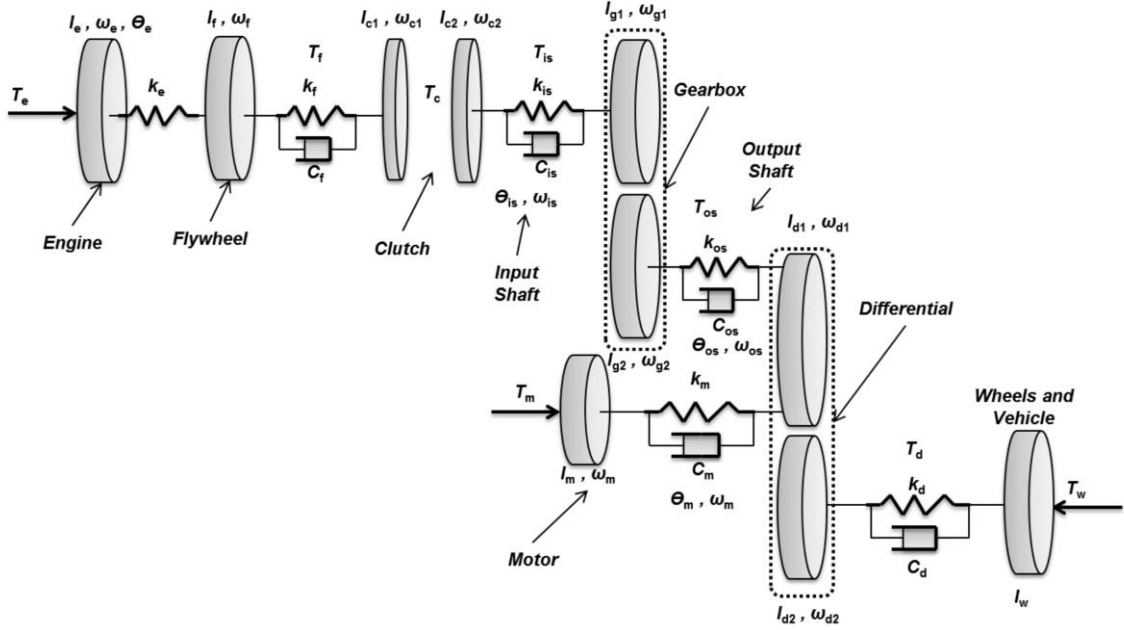 Ie , ωe , Θe
If , ωf
Ic1 , ωc1
Ic2 , ωc2
Ig1 , ωg1
Te
ke
Tf
kf
Cf
Tc
Tis
kis
Cis
Θis , ωis
Gearbox
Output
Shaft
Engine
Flywheel
Clutch
Input
Shaft
Tos
kos
Cos
Θos , ωos
Id1 , ωd1
Differential
Ig2 , ωg2
Tm
km
Cm
Θm , ωm
Im , ωm
Motor
Wheels and
Vehicle
Td
kd
Cd
Tw
Iw
Id2 , ωd2